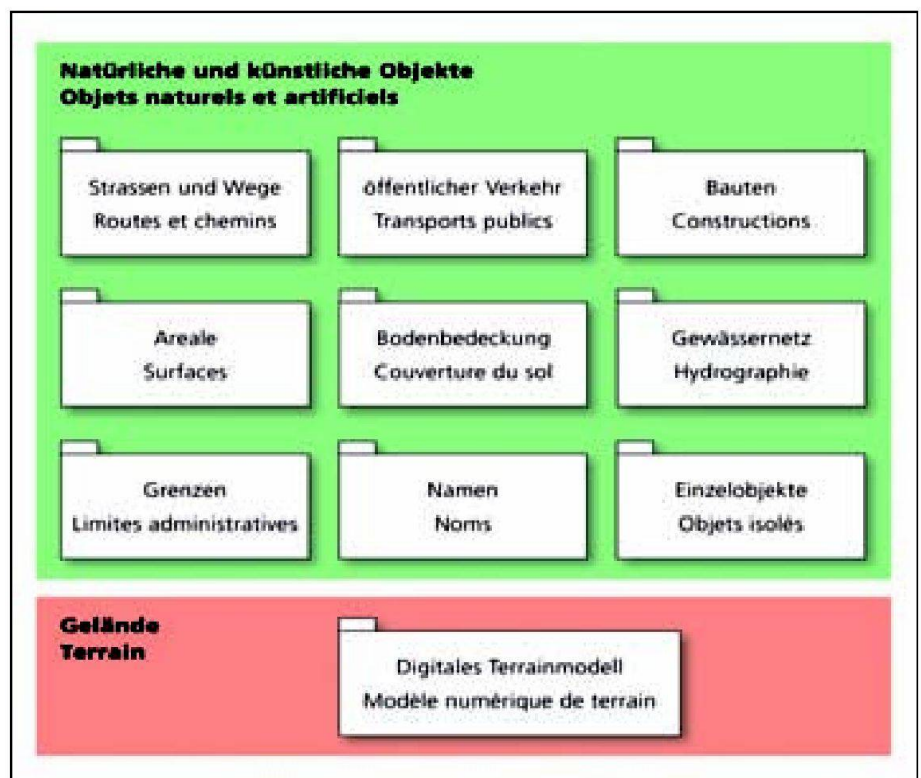 Natürliche und künstliche Objekte
Objets naturels et artificiels
Strassen und Wege
Routes et chemins
öffentlicher Verkehr
Transports publics
Bauten
Constructions
Areale
Surfaces
Bodenbedeckung
Couverture du sol
Gewässernetz
Hydrographie
Grenzen
Limites administratives
Namen
Noms
Einzelobjekte
Objets isolés
Gelände
Terrain
Digitales Terrainmodell
Modèle numérique de terrain